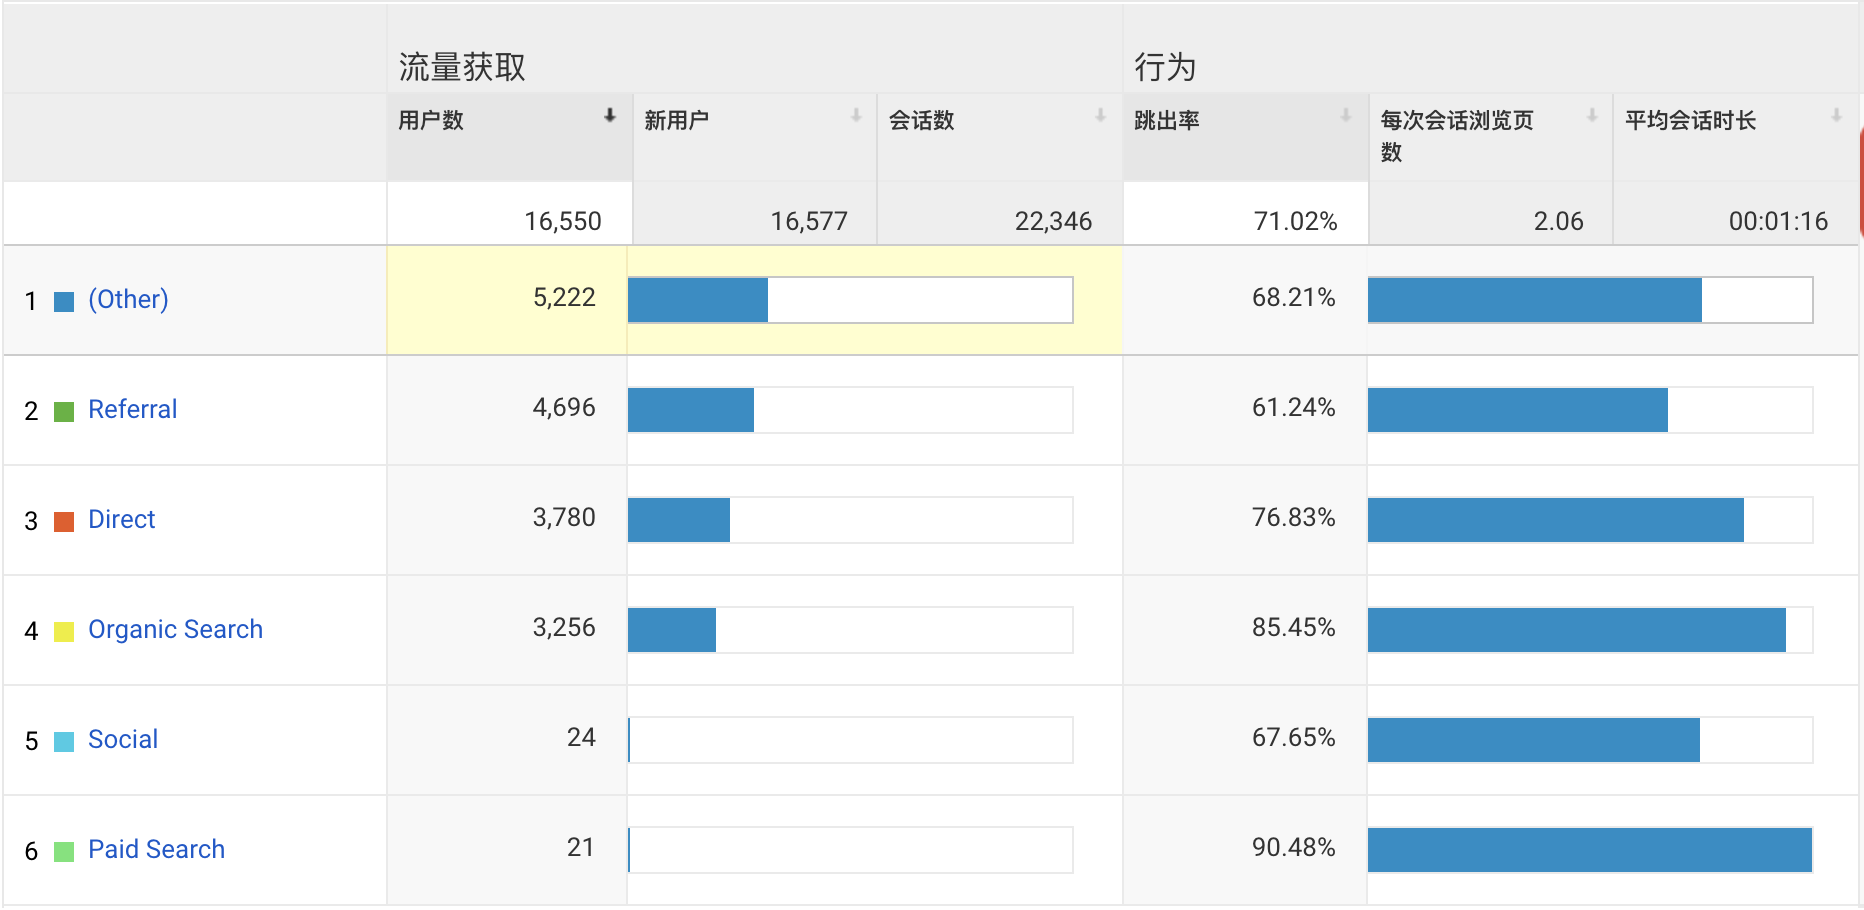 流量获取
行为
用户数
新用户
会话数
跳出率
每次会话浏览页
数
平均会话时长
16,550
16,577
22,346
71.02%
2.06
00:01:16
1 (Other) 5,222 68.21%
2 Referral 4,696 61.24%
3 Direct 3,780 76.83%
4 Organic Search 3,256 85.45%
5 Social 24 67.65%
6 Paid Search 21 90.48%